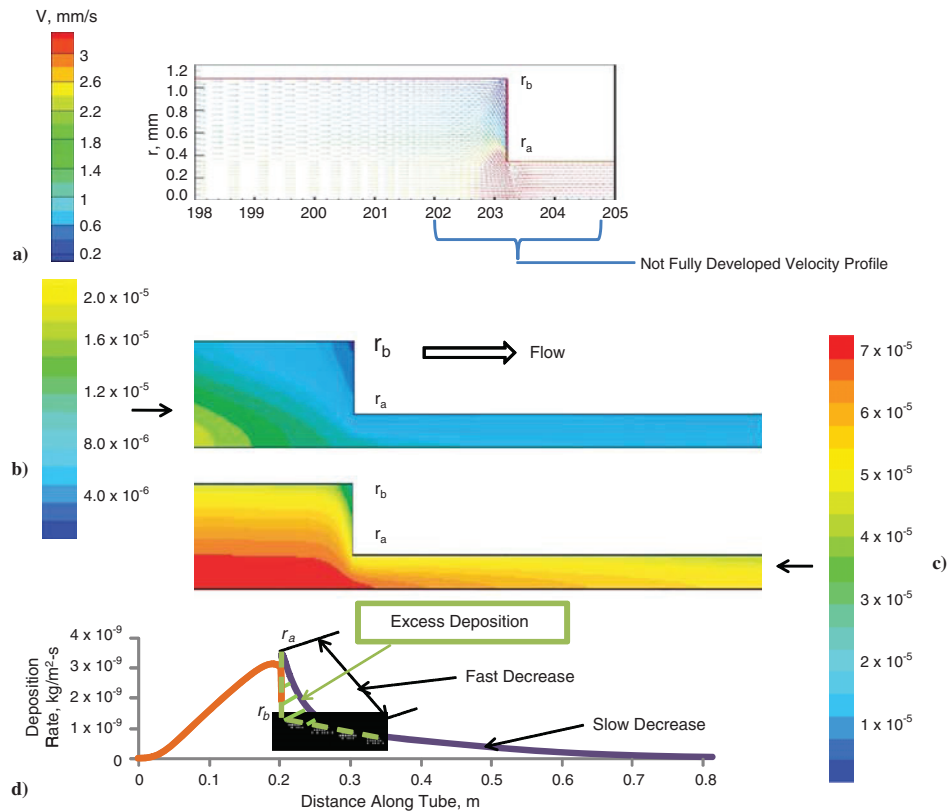 V, mm/s
3
2.6
2.2
1.8
1.4
1
0.6
0.2
a)
r, mm
1.2
1.0
0.8
0.6
0.4
0.2
0.0
198 199 200 201 202 203 204 205
r_b
r_a
Not Fully Developed Velocity Profile
2.0 x 10^-5
1.6 x 10^-5
1.2 x 10^-5
8.0 x 10^-6
4.0 x 10^-6
b)
r_b
Flow
r_a
r_b
r_a
7 x 10^-5
6 x 10^-5
5 x 10^-5
4 x 10^-5
3 x 10^-5
2 x 10^-5
1 x 10^-5
c)
Excess Deposition
Fast Decrease
Slow Decrease
r_a
r_b
Deposition
Rate, kg/m²-s
4 x 10^-9
3 x 10^-9
2 x 10^-9
1 x 10^-9
0
0 0.1 0.2 0.3 0.4 0.5 0.6 0.7 0.8
Distance Along Tube, m
d)